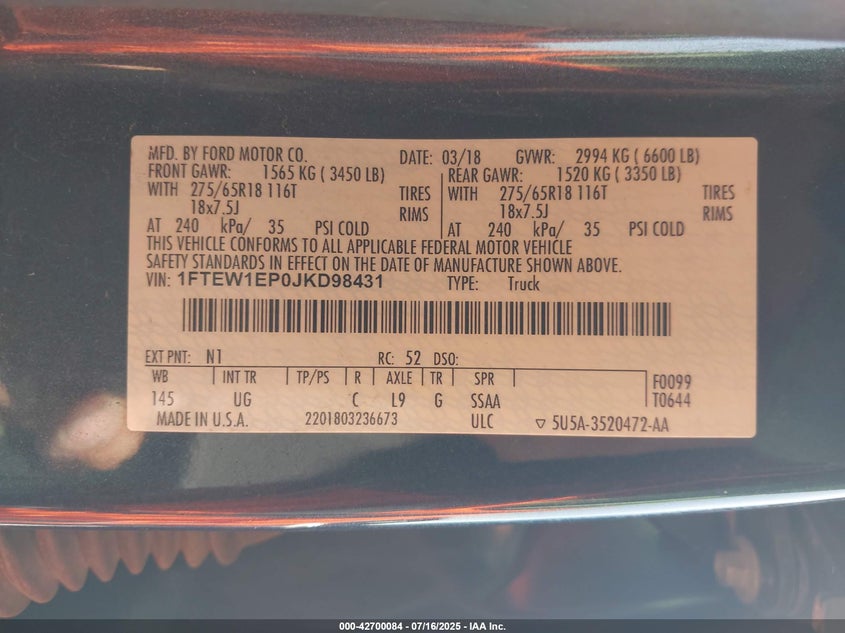 MFD. BY FORD MOTOR CO. DATE: 03/18 GVWR: 2994 KG ( 6600 LB)
FRONT GAWR: 1565 KG ( 3450 LB) REAR GAWR: 1520 KG ( 3350 LB)
WITH 275/65R18 116T TIRES WITH 275/65R18 116T TIRES
18x7.5J RIMS 18x7.5J RIMS
AT 240 kPa/ 35 PSI COLD AT 240 kPa/ 35 PSI COLD
THIS VEHICLE CONFORMS TO ALL APPLICABLE FEDERAL MOTOR VEHICLE
SAFETY STANDARDS IN EFFECT ON THE DATE OF MANUFACTURE SHOWN ABOVE.
VIN: 1FTEW1EP0JKD98431 TYPE: Truck
EXT PNT: N1 RC: 52 DSO:
WB INT TR TP/PS R AXLE TR SPR F0099
145 UG C L9 G SSAA T0644
MADE IN U.S.A. 2201803236673 ULC ▽ 5U5A-3520472-AA
000-42700084 - 07/16/2025 - IAA Inc.